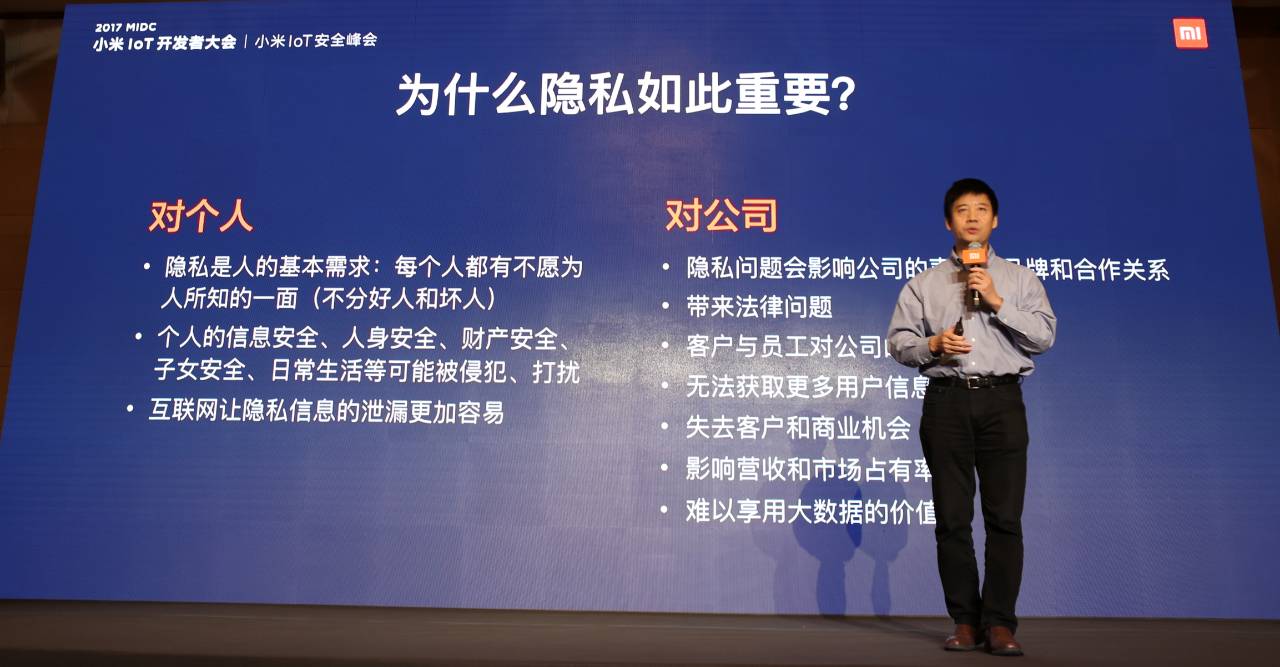 2017 MIDC
小米 IoT 开发者大会 | 小米 IoT 安全峰会
mi
为什么隐私如此重要?
对个人
• 隐私是人的基本需求：每个人都有不愿为
人所知的一面（不分好人和坏人）
• 个人的信息安全、人身安全、财产安全、
子女安全、日常生活等可能被侵犯、打扰
• 互联网让隐私信息的泄漏更加容易
对公司
• 隐私问题会影响公司的 牌和合作关系
• 带来法律问题
• 客户与员工对公司
• 无法获取更多用户信息
• 失去客户和商业机会
• 影响营收和市场占有率
• 难以享用大数据的价值
mi